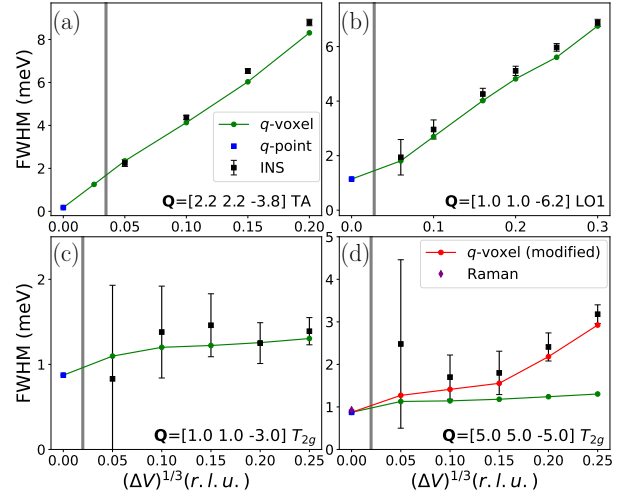 (a)
FWHM (meV)
8
6
4
2
0
q-voxel
q-point
INS
Q=[2.2 2.2 -3.8] TA
0.00 0.05 0.10 0.15 0.20
(b)
6
4
2
0
Q=[1.0 1.0 -6.2] LO1
0.0 0.1 0.2 0.3
(c)
FWHM (meV)
2
1
0
Q=[1.0 1.0 -3.0] T2g
0.00 0.05 0.10 0.15 0.20 0.25
(ΔV)1/3(r. l. u.)
(d)
5
4
3
2
1
0
q-voxel (modified)
Raman
Q=[5.0 5.0 -5.0] T2g
0.00 0.05 0.10 0.15 0.20 0.25
(ΔV)1/3(r. l. u.)